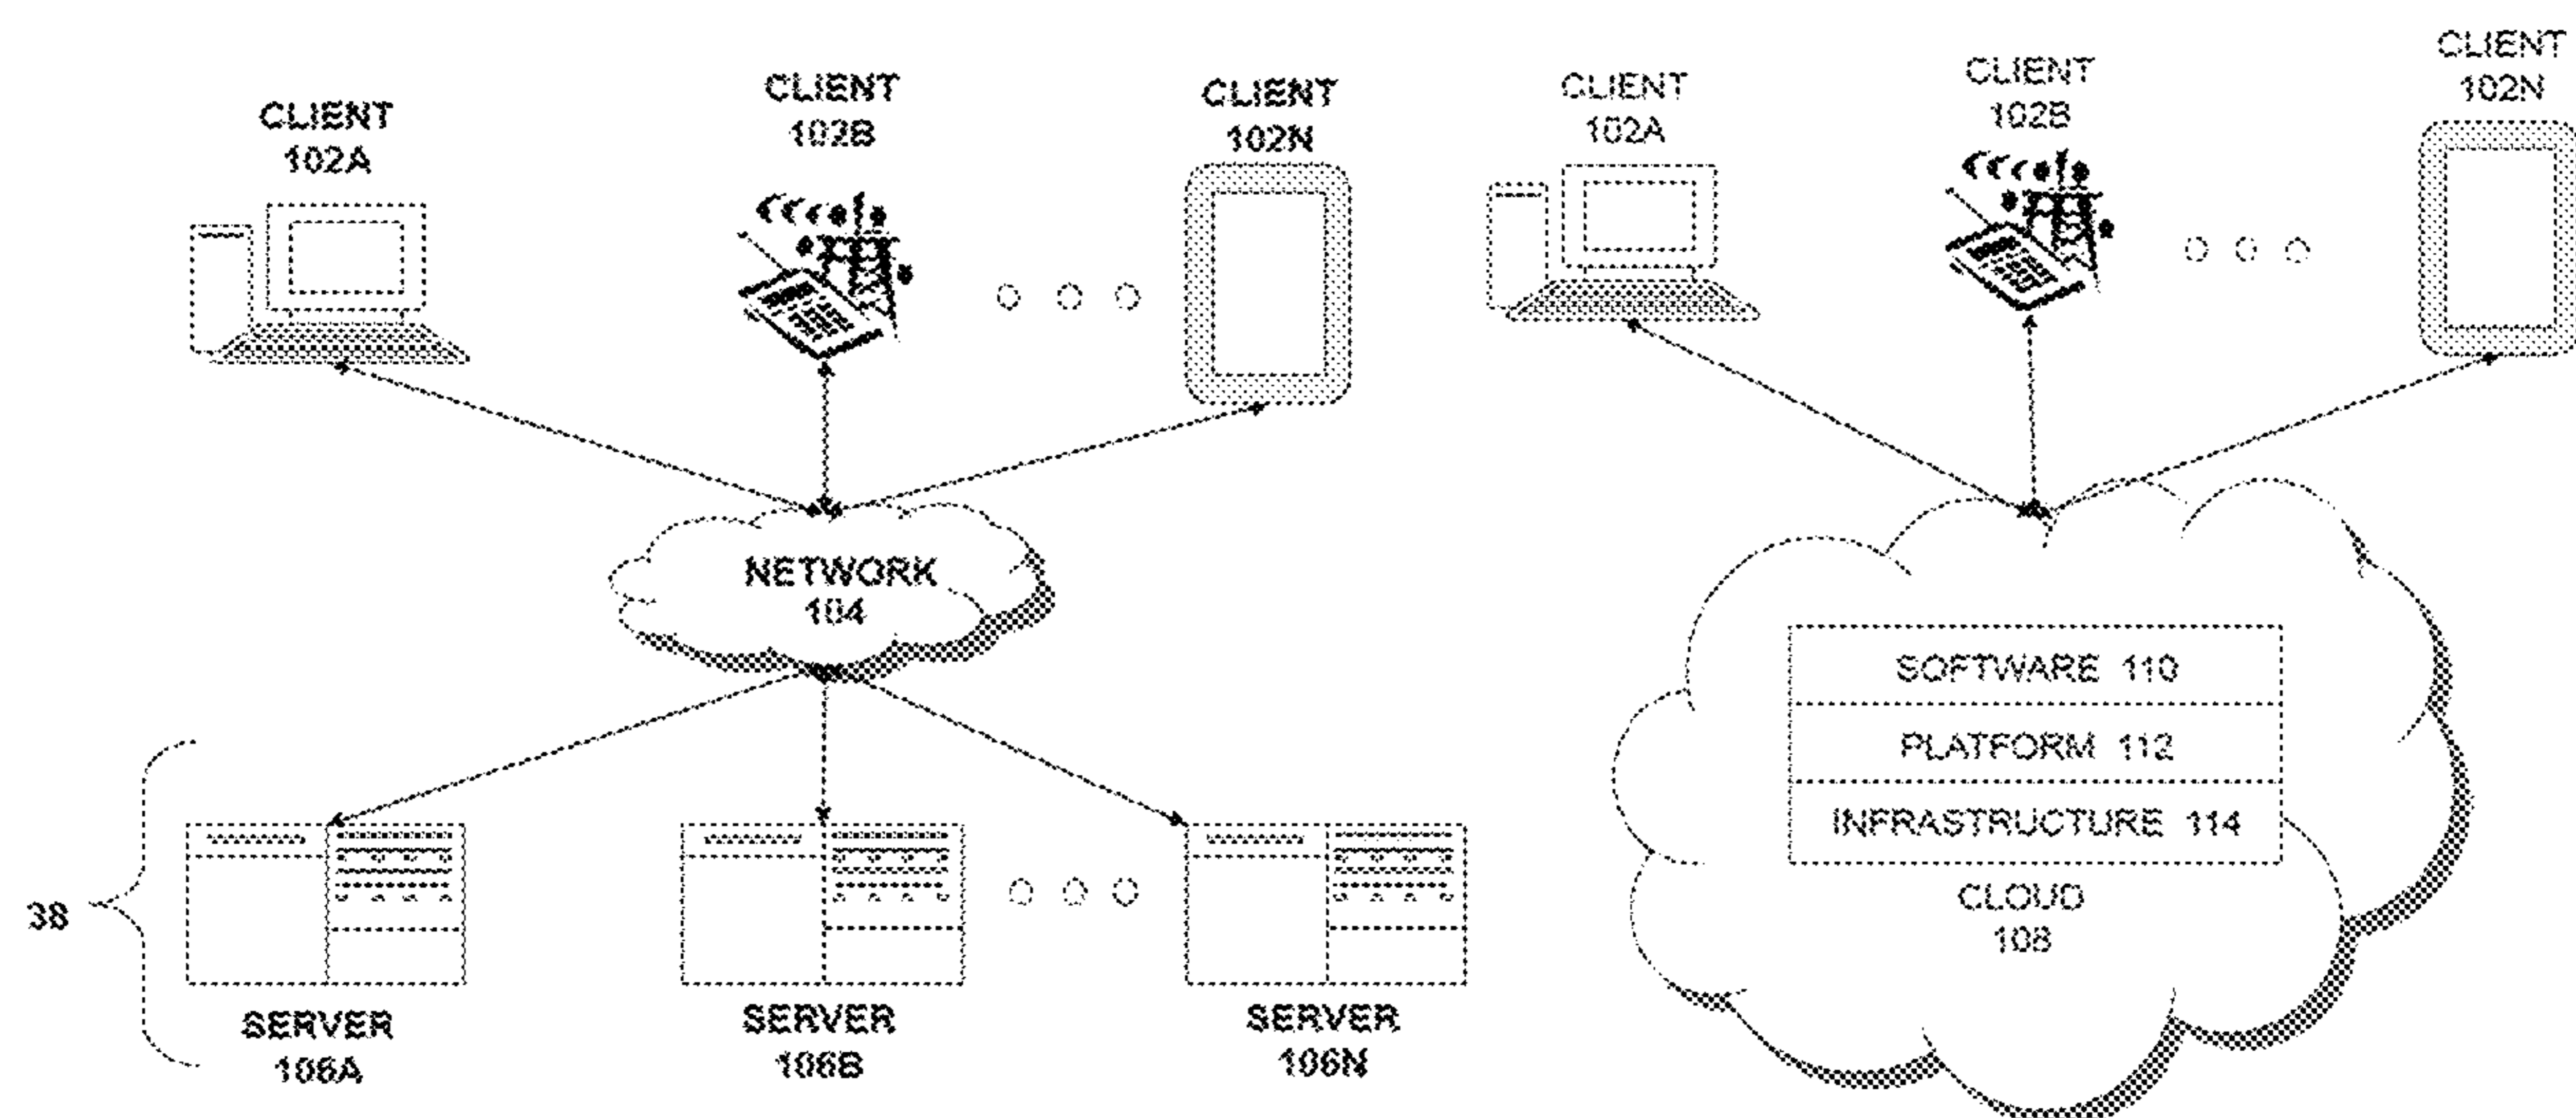 CLIENT
102A
CLIENT
102B
CLIENT
102N
NETWORK
104
38
SERVER
106A
SERVER
106B
SERVER
106N
CLIENT
102A
CLIENT
102B
CLIENT
102N
SOFTWARE 110
PLATFORM 112
INFRASTRUCTURE 114
CLOUD
108